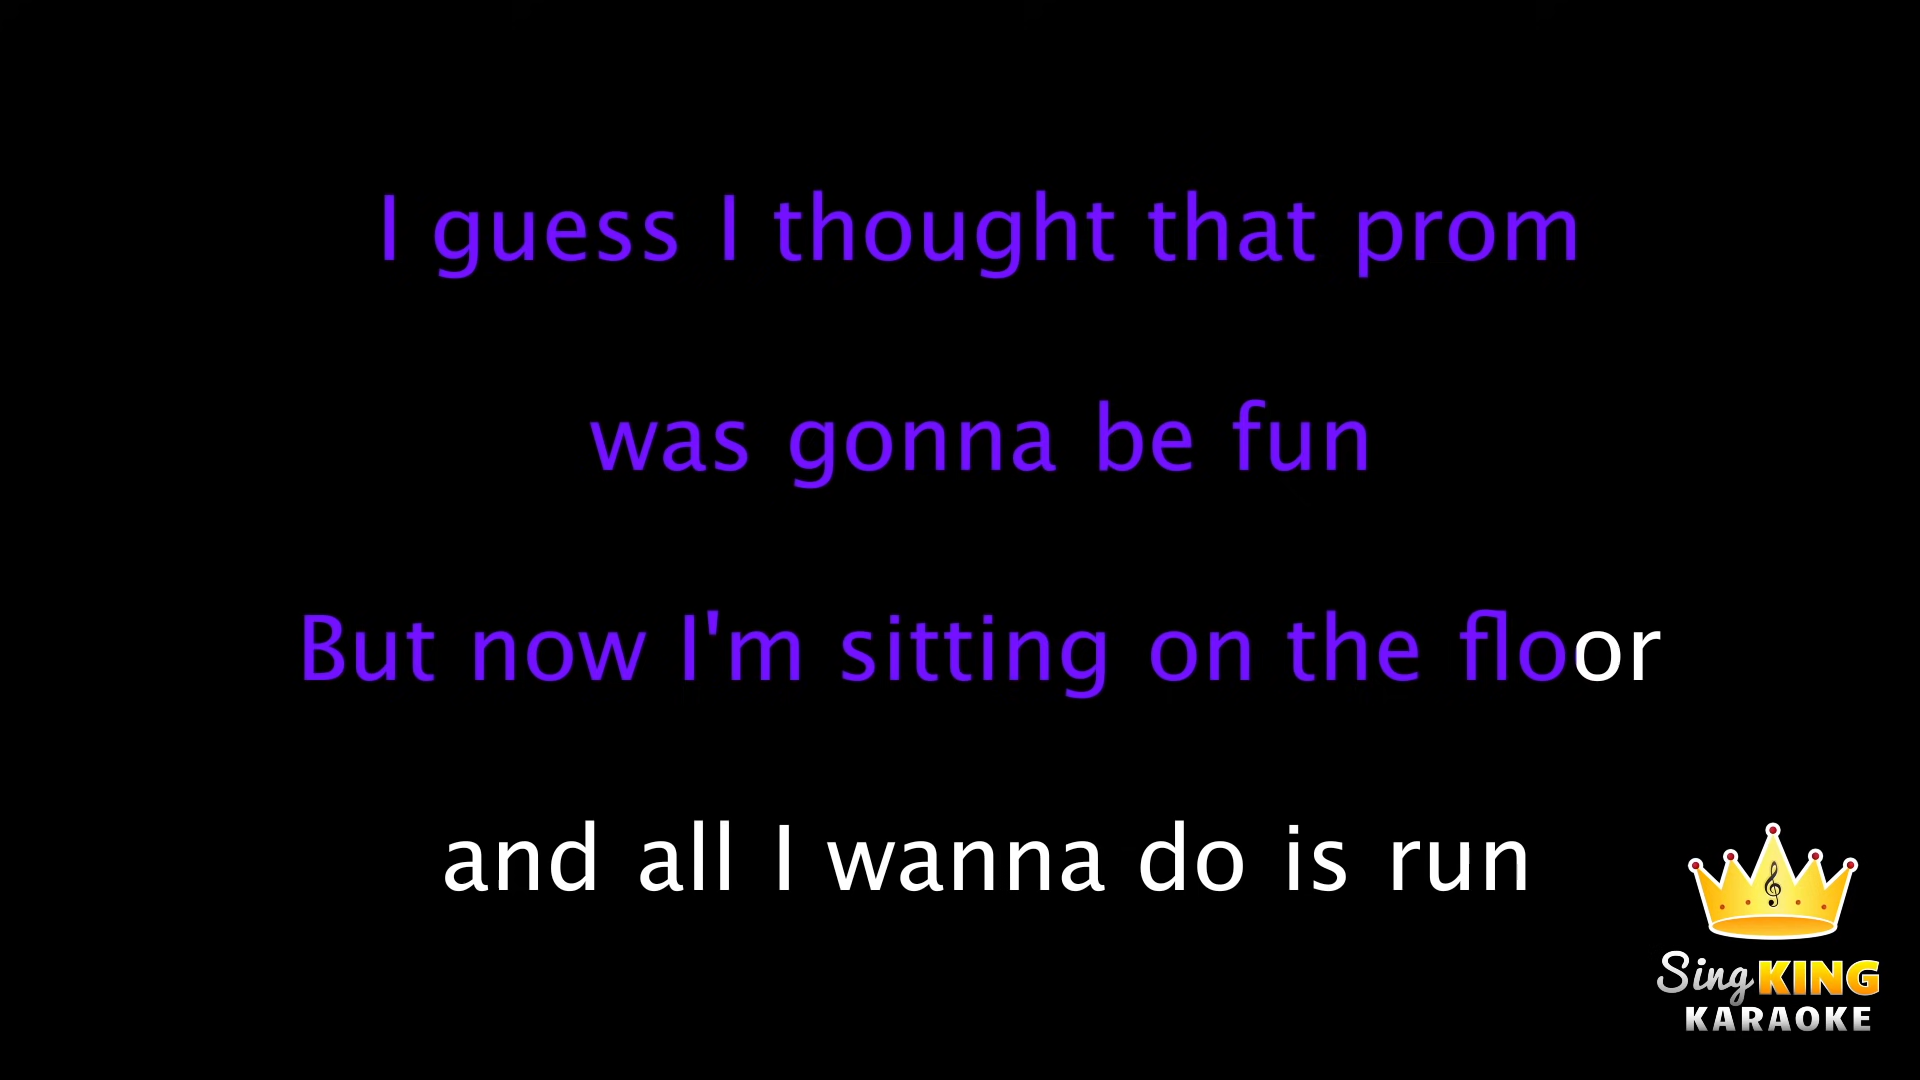 I guess I thought that prom
was gonna be fun
But now I'm sitting on the floor
and all I wanna do is run
Sing KING
KARAOKE